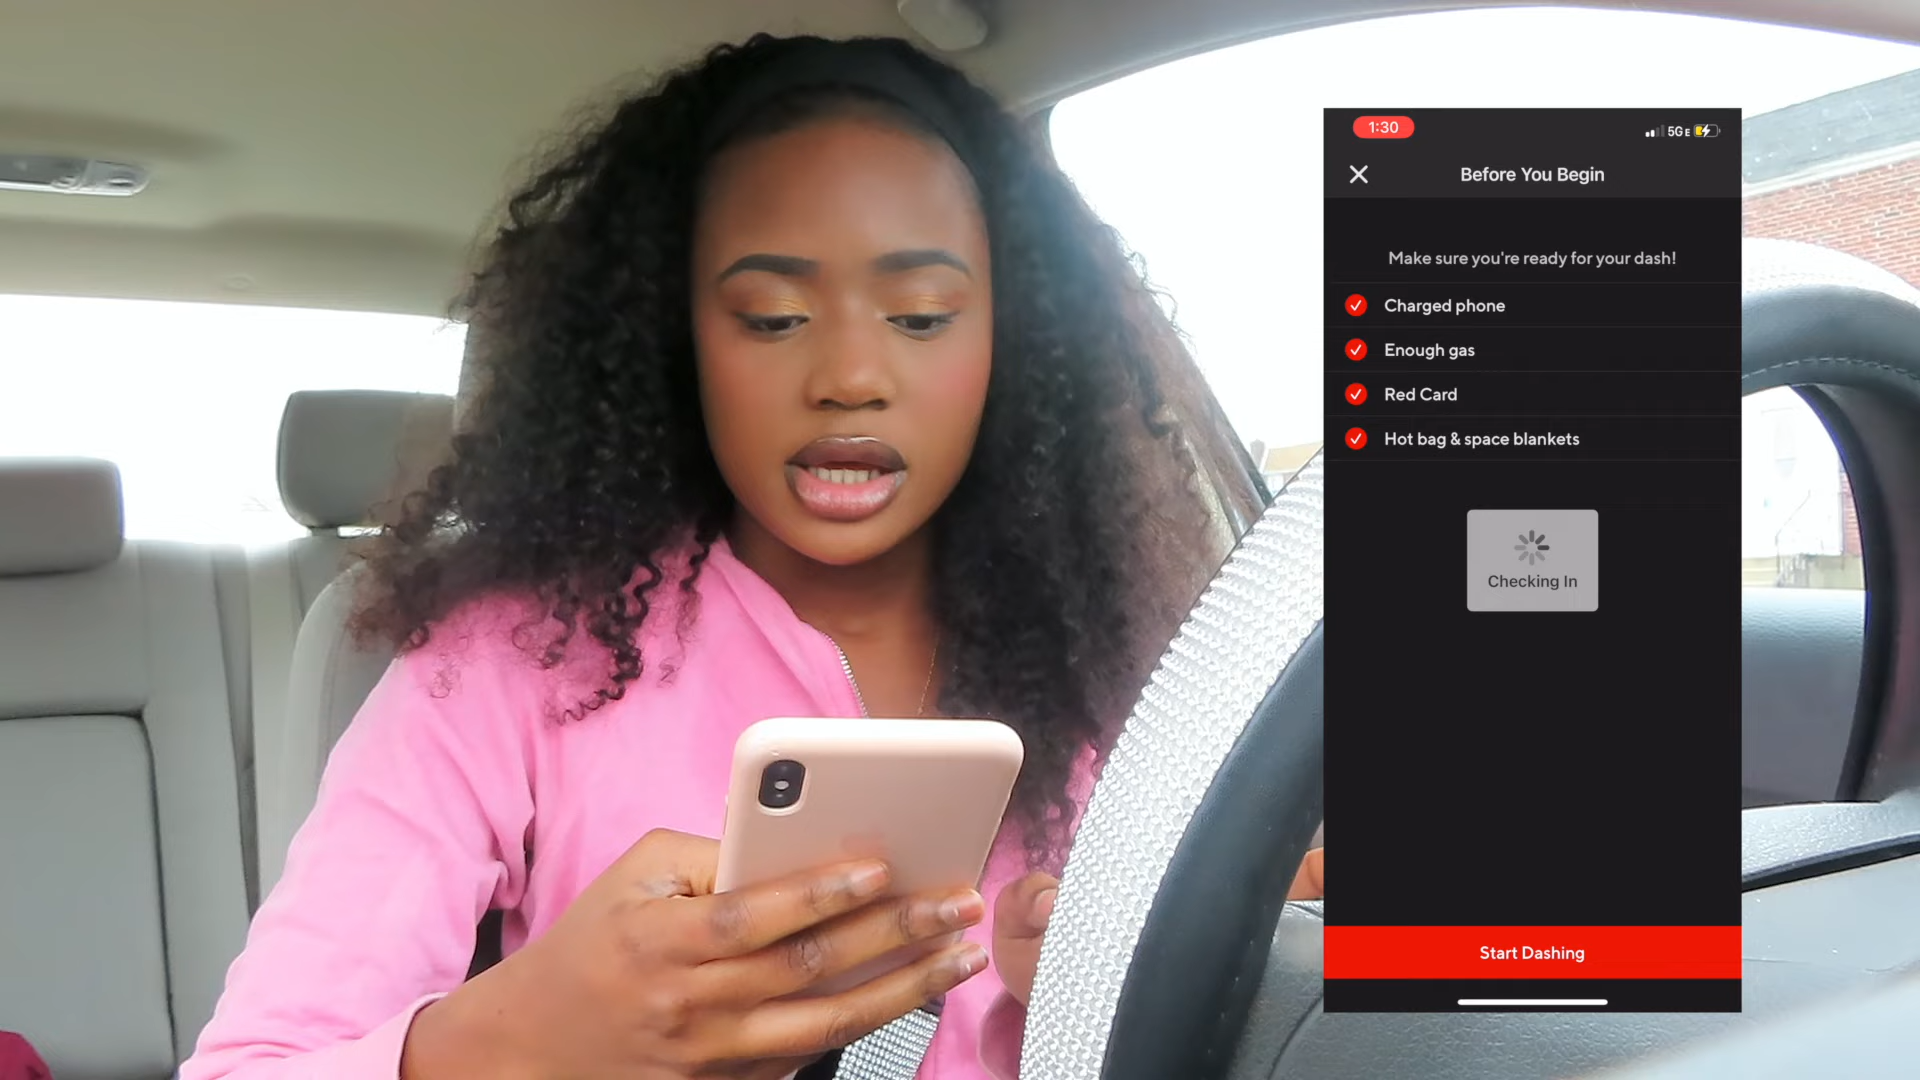 1:30
5GE
Before You Begin
Make sure you're ready for your dash!
Charged phone
Enough gas
Red Card
Hot bag & space blankets
Checking In
Start Dashing